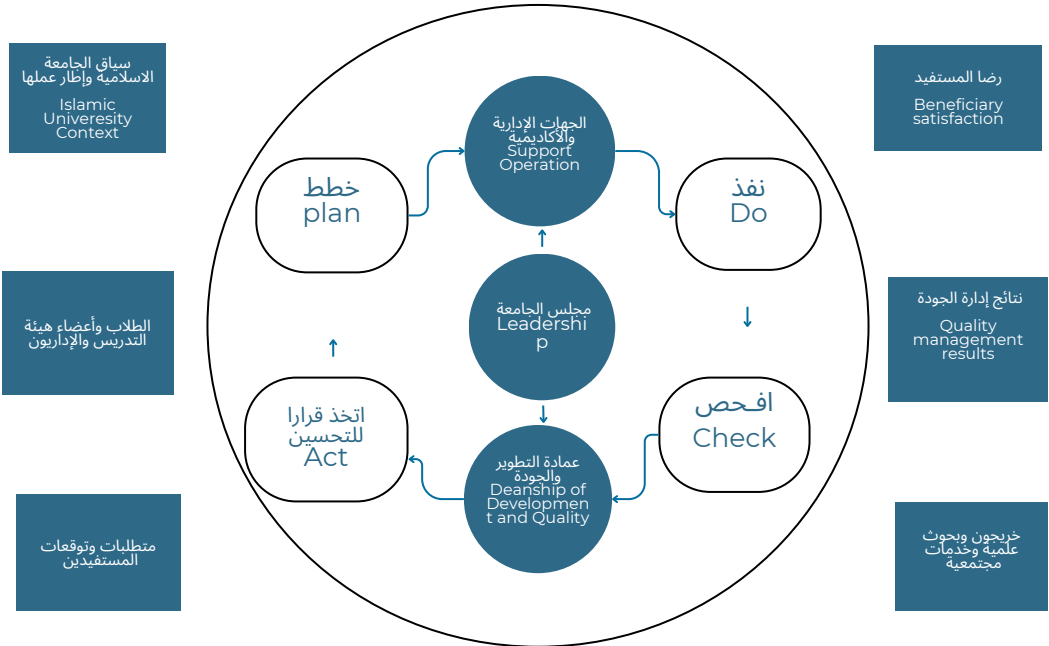 سياق الجامعة
الاسلامية وإطار عملها
Islamic
Univeresity
Context
رضا المستفيد
Beneficiary
satisfaction
الجهات الإدارية
والأكاديمية
Support
Operation
خطط
plan
نفذ
Do
مجلس الجامعة
Leadershi
p
الطلاب وأعضاء هيئة
التدريس والإداريون
نتائج إدارة الجودة
Quality
management
results
اتخذ قرارا
للتحسين
Act
افـحص
Check
عمادة التطوير
والجودة
Deanship of
Developmen
t and Quality
متطلبات وتوقعات
المستفيدين
خريجون وبحوث
علمية وخدمات
مجتمعية